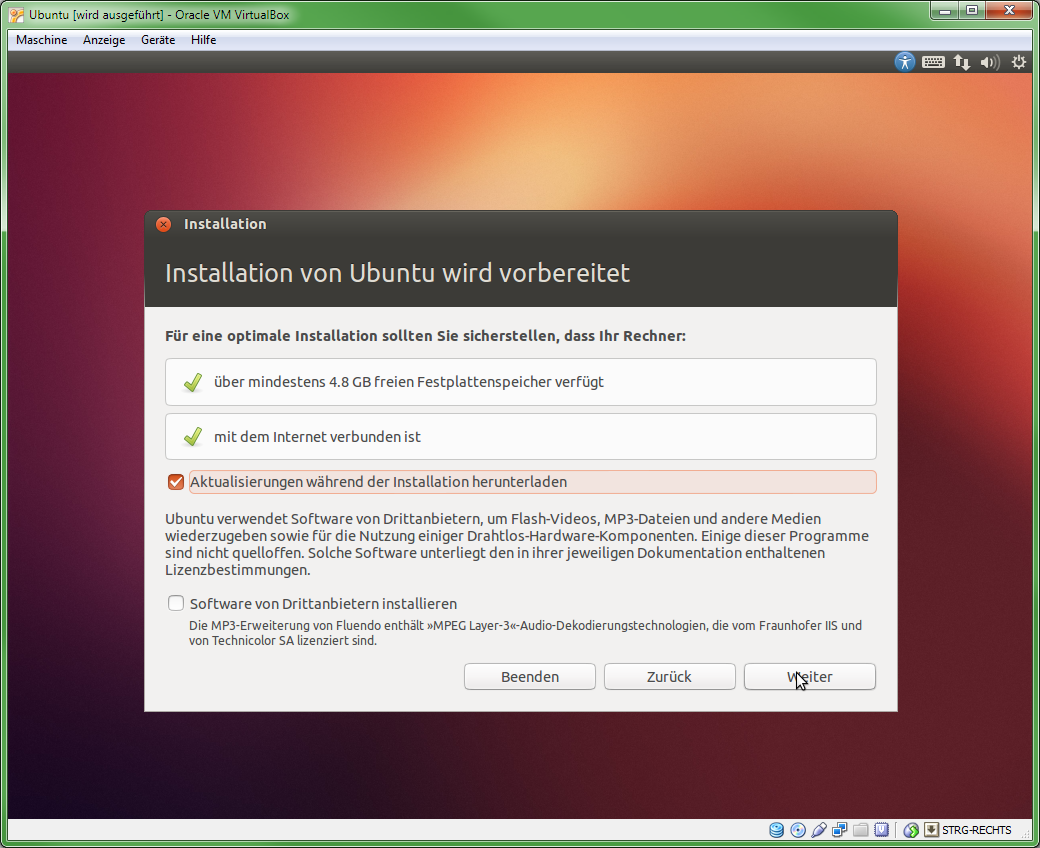 Ubuntu [wird ausgeführt] - Oracle VM VirtualBox
Maschine Anzeige Geräte Hilfe
Installation
Installation von Ubuntu wird vorbereitet
Für eine optimale Installation sollten Sie sicherstellen, dass Ihr Rechner:
über mindestens 4.8 GB freien Festplattenspeicher verfügt
mit dem Internet verbunden ist
Aktualisierungen während der Installation herunterladen
Ubuntu verwendet Software von Drittanbietern, um Flash-Videos, MP3-Dateien und andere Medien
wiederzugeben sowie für die Nutzung einiger Drahtlos-Hardware-Komponenten. Einige dieser Programme
sind nicht quelloffen. Solche Software unterliegt den in ihrer jeweiligen Dokumentation enthaltenen
Lizenzbestimmungen.
Software von Drittanbietern installieren
Die MP3-Erweiterung von Fluendo enthält »MPEG Layer-3«-Audio-Dekodierungstechnologien, die vom Fraunhofer IIS und
von Technicolor SA lizenziert sind.
Beenden Zurück Weiter
STRG-RECHTS